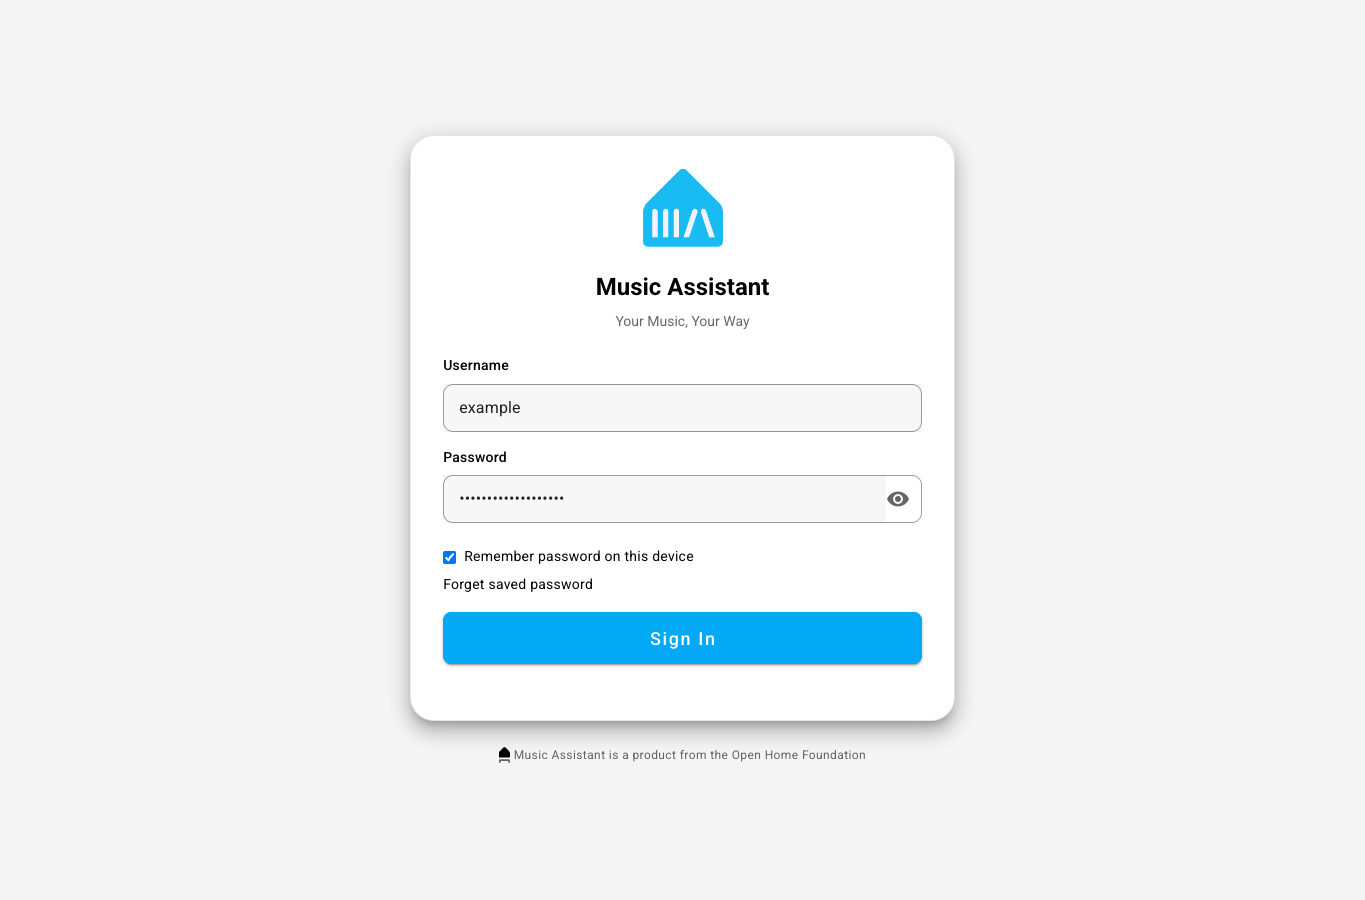 Music Assistant
Your Music, Your Way
Username
example
Password
•••••••••••••••••••
Remember password on this device
Forget saved password
Sign In
Music Assistant is a product from the Open Home Foundation